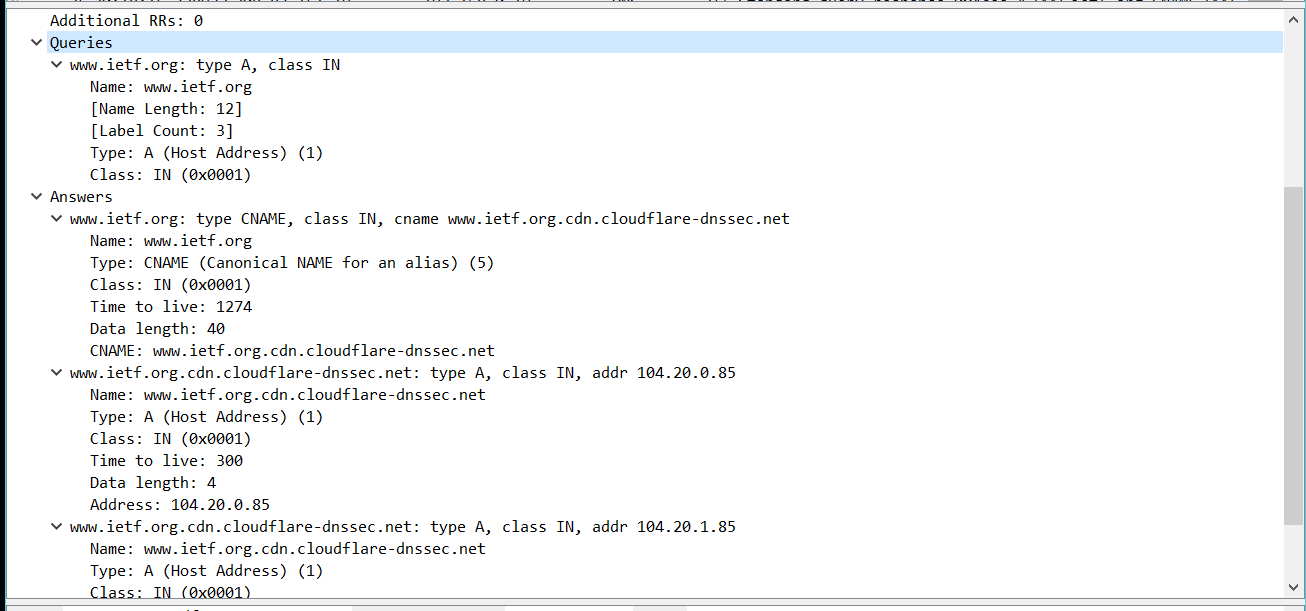 Additional RRs: 0
Queries
www.ietf.org: type A, class IN
Name: www.ietf.org
[Name Length: 12]
[Label Count: 3]
Type: A (Host Address) (1)
Class: IN (0x0001)
Answers
www.ietf.org: type CNAME, class IN, cname www.ietf.org.cdn.cloudflare-dnssec.net
Name: www.ietf.org
Type: CNAME (Canonical NAME for an alias) (5)
Class: IN (0x0001)
Time to live: 1274
Data length: 40
CNAME: www.ietf.org.cdn.cloudflare-dnssec.net
www.ietf.org.cdn.cloudflare-dnssec.net: type A, class IN, addr 104.20.0.85
Name: www.ietf.org.cdn.cloudflare-dnssec.net
Type: A (Host Address) (1)
Class: IN (0x0001)
Time to live: 300
Data length: 4
Address: 104.20.0.85
www.ietf.org.cdn.cloudflare-dnssec.net: type A, class IN, addr 104.20.1.85
Name: www.ietf.org.cdn.cloudflare-dnssec.net
Type: A (Host Address) (1)
Class: IN (0x0001)